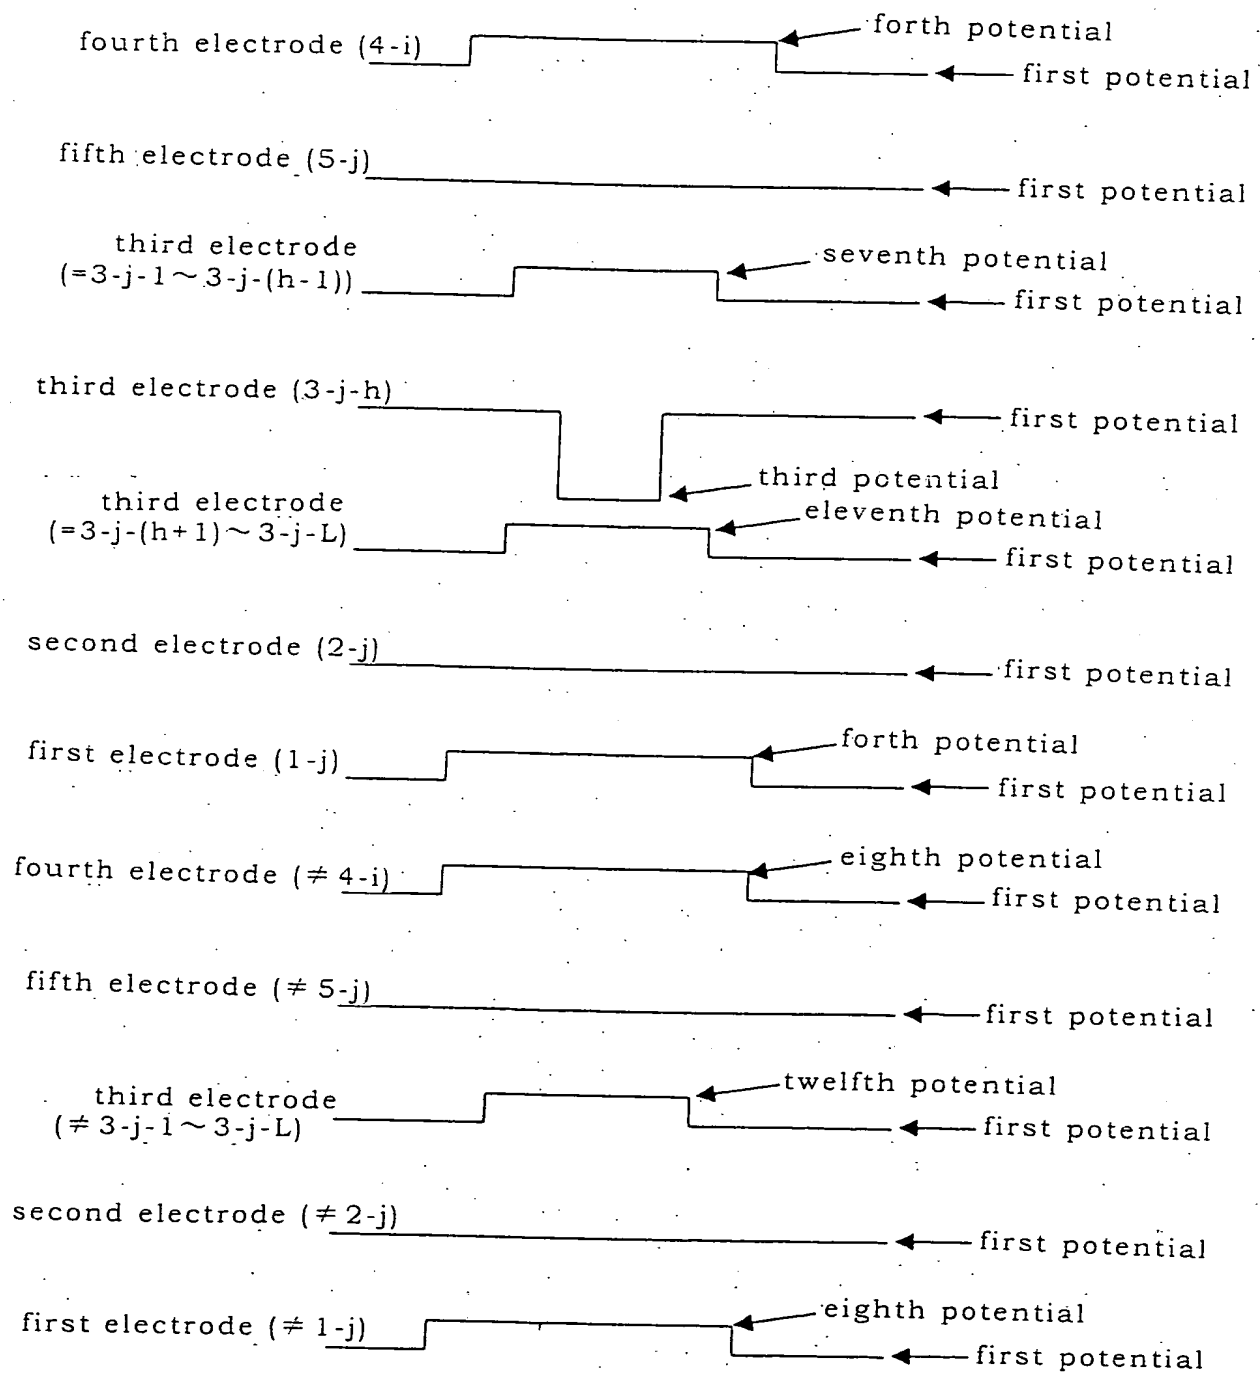 fourth electrode (4-i)
forth potential
first potential
fifth electrode (5-j)
first potential
third electrode
(=3-j-1～3-j-(h-1))
seventh potential
first potential
third electrode (3-j-h)
first potential
third potential
third electrode
(=3-j-(h+1)～3-j-L)
eleventh potential
first potential
second electrode (2-j)
first potential
first electrode (1-j)
forth potential
first potential
fourth electrode (≠ 4-i)
eighth potential
first potential
fifth electrode (≠ 5-j)
first potential
third electrode
(≠ 3-j-1～3-j-L)
twelfth potential
first potential
second electrode (≠ 2-j)
first potential
first electrode (≠ 1-j)
eighth potential
first potential